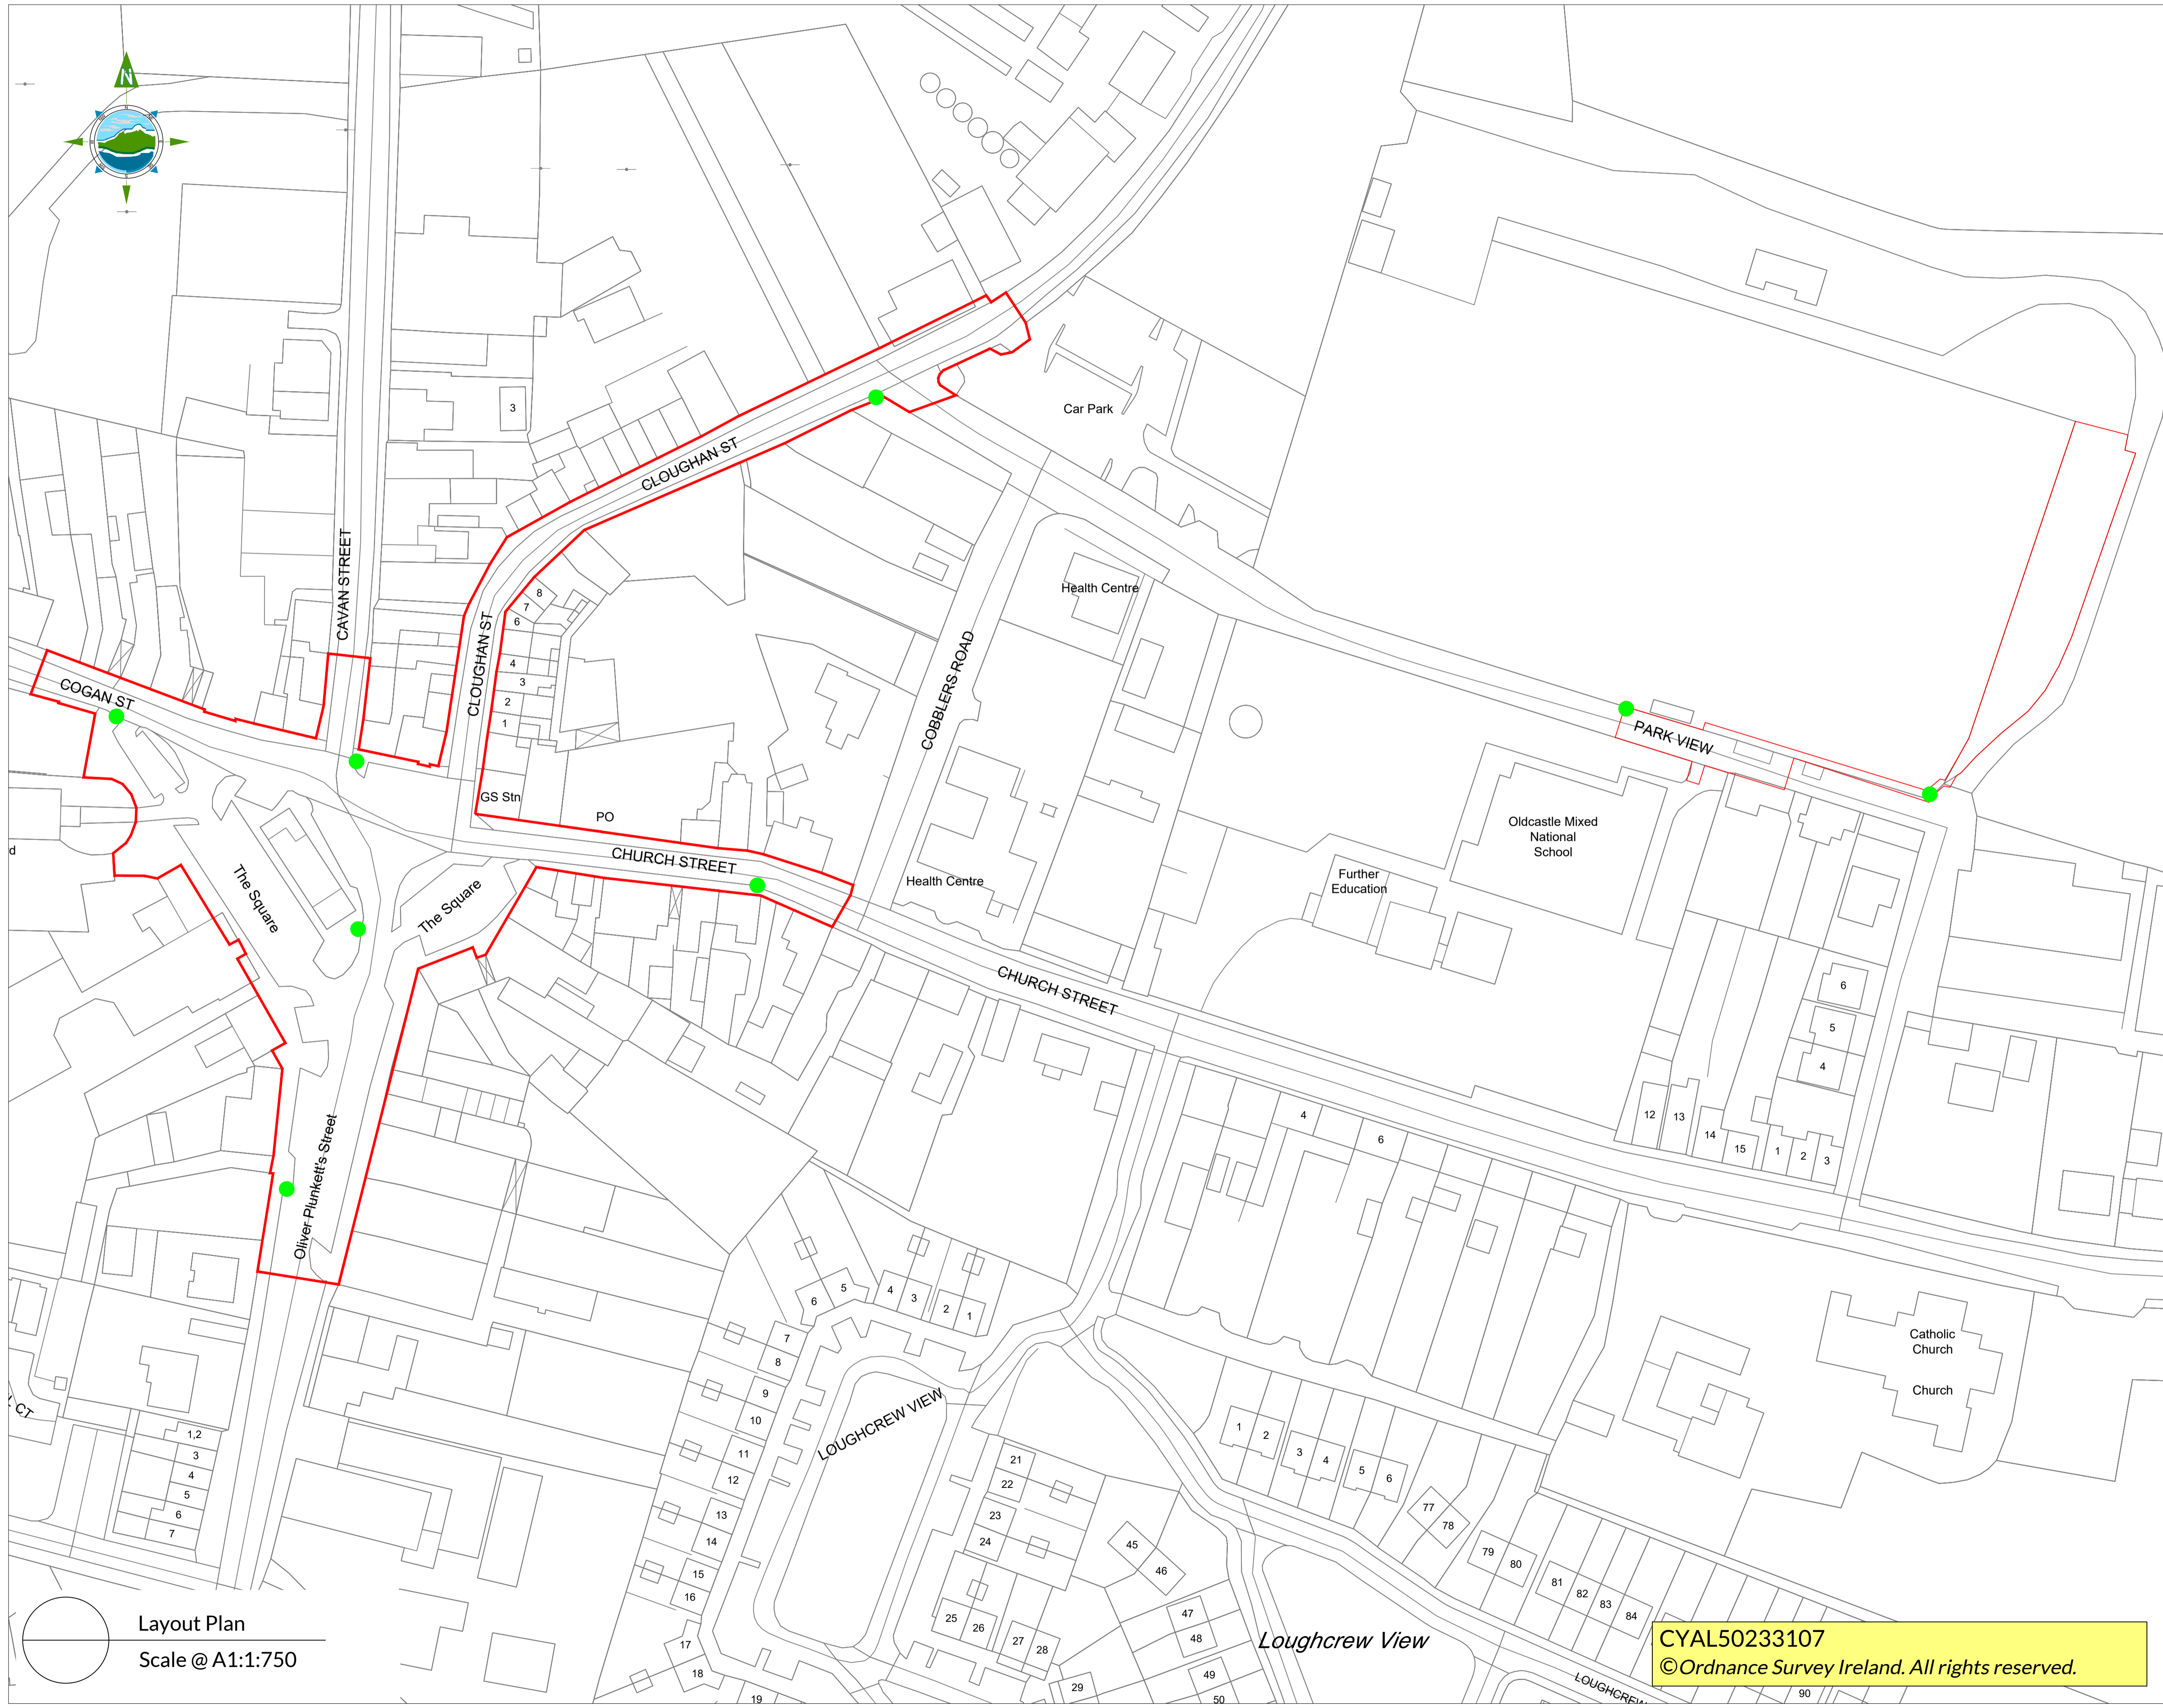 N
3
Car Park
CLOUGHAN ST
CAVAN STREET
Health Centre
8
7
6
4
3
2
1
CLOUGHAN ST
COBBLERS ROAD
COGAN ST
GS Stn
PO
CHURCH STREET
PARK VIEW
Oldcastle Mixed
National
School
d
The Square
The Square
Health Centre
Further
Education
CHURCH STREET
6
5
4
Oliver Plunkett's Street
4
6
12
13
14
15
1
2
3
6
5
4
3
2
1
7
8
9
10
11
12
13
14
15
16
17
18
19
LOUGHCREW VIEW
Catholic
Church
Church
CT
1,2
3
4
5
6
7
1
2
3
4
5
6
77
78
79
80
81
82
83
84
90
21
22
23
24
25
26
27
28
29
45
46
47
48
49
50
Loughcrew View
LOUGHCREW
Layout Plan
Scale @ A1:1:750
CYAL50233107
©Ordnance Survey Ireland. All rights reserved.